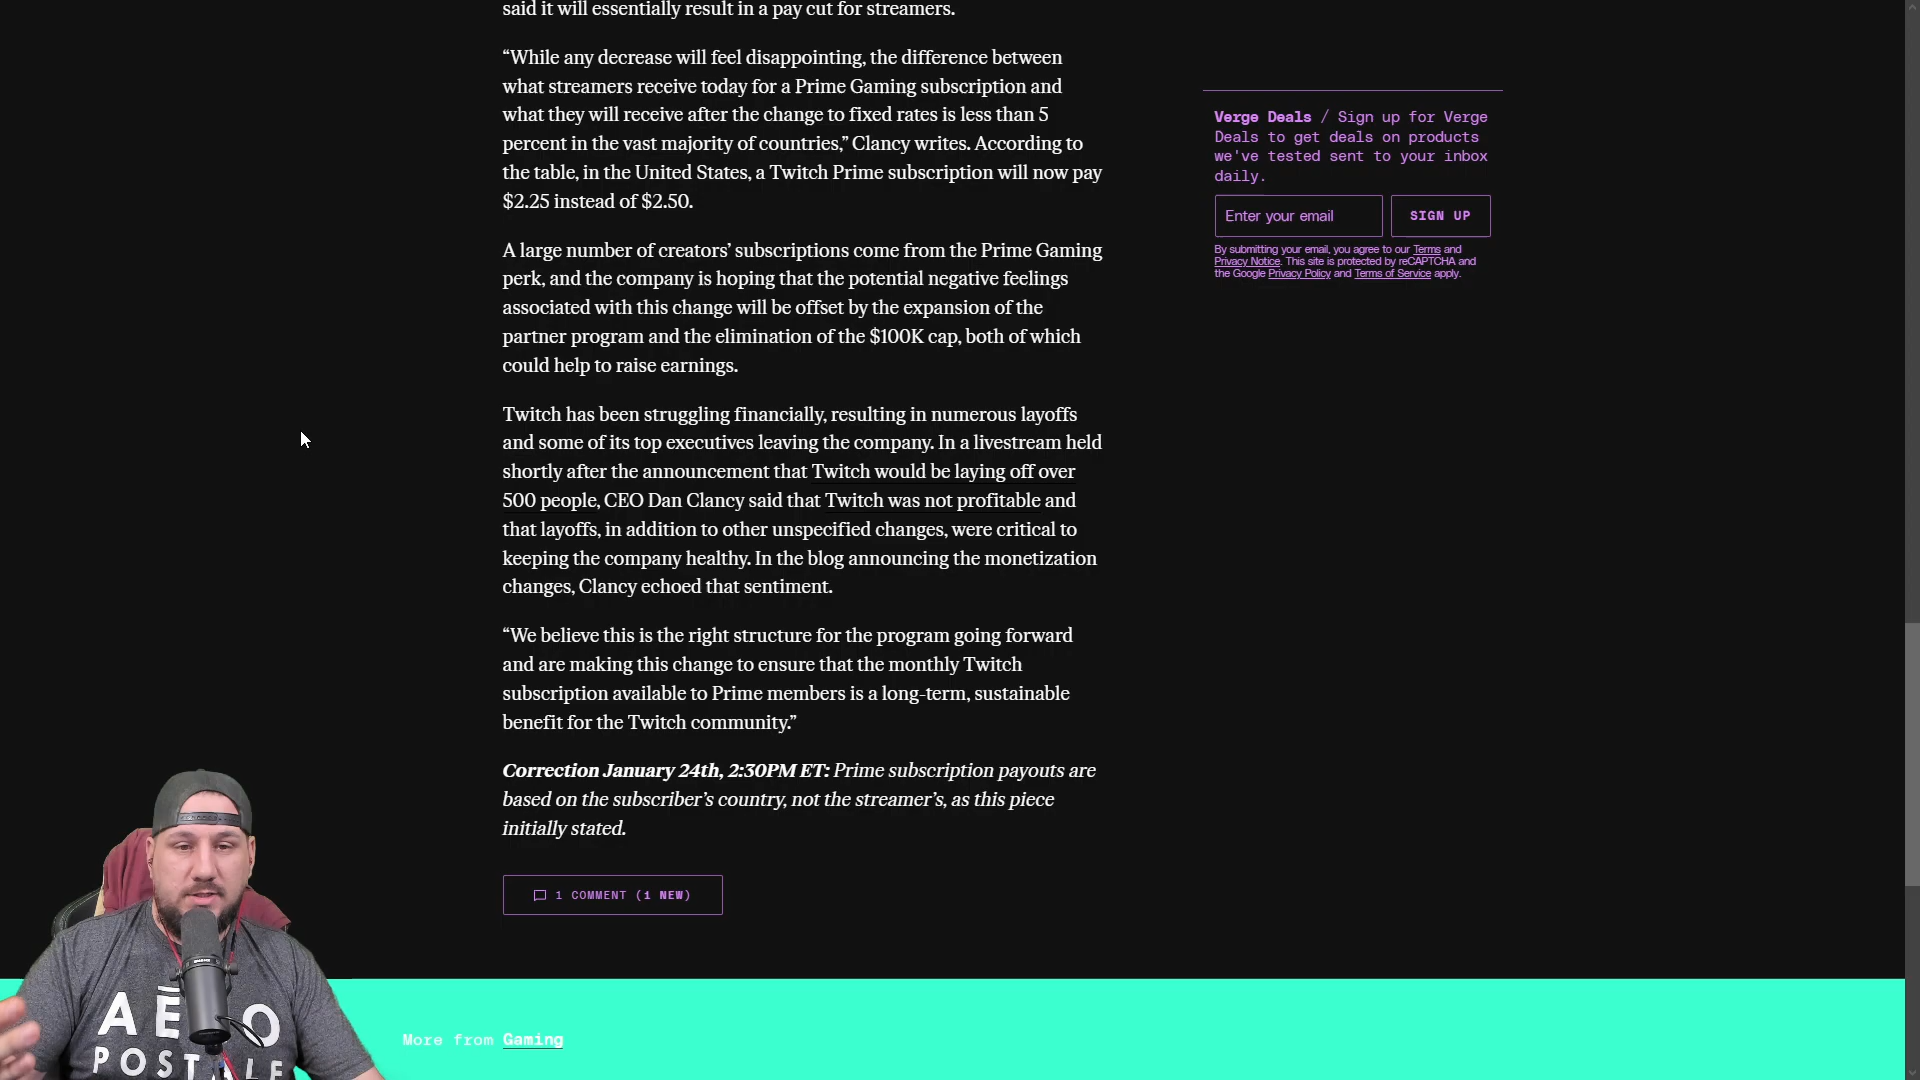 said it will essentially result in a pay cut for streamers.
“While any decrease will feel disappointing, the difference between
what streamers receive today for a Prime Gaming subscription and
what they will receive after the change to fixed rates is less than 5
percent in the vast majority of countries,” Clancy writes. According to
the table, in the United States, a Twitch Prime subscription will now pay
$2.25 instead of $2.50.
A large number of creators’ subscriptions come from the Prime Gaming
perk, and the company is hoping that the potential negative feelings
associated with this change will be offset by the expansion of the
partner program and the elimination of the $100K cap, both of which
could help to raise earnings.
Twitch has been struggling financially, resulting in numerous layoffs
and some of its top executives leaving the company. In a livestream held
shortly after the announcement that Twitch would be laying off over
500 people, CEO Dan Clancy said that Twitch was not profitable and
that layoffs, in addition to other unspecified changes, were critical to
keeping the company healthy. In the blog announcing the monetization
changes, Clancy echoed that sentiment.
“We believe this is the right structure for the program going forward
and are making this change to ensure that the monthly Twitch
subscription available to Prime members is a long-term, sustainable
benefit for the Twitch community.”
Correction January 24th, 2:30PM ET: Prime subscription payouts are
based on the subscriber’s country, not the streamer’s, as this piece
initially stated.
1 COMMENT (1 NEW)
Verge Deals / Sign up for Verge
Deals to get deals on products
we've tested sent to your inbox
daily.
Enter your email
SIGN UP
By submitting your email, you agree to our Terms and
Privacy Notice. This site is protected by reCAPTCHA and
the Google Privacy Policy and Terms of Service apply.
More from Gaming